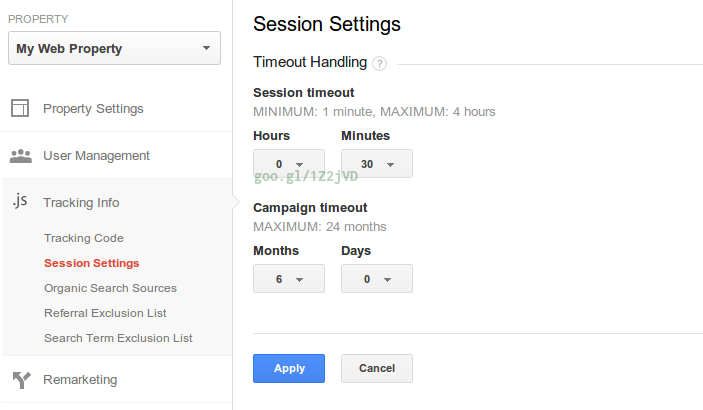 PROPERTY
My Web Property
Property Settings
User Management
.js Tracking Info
Tracking Code
Session Settings
Organic Search Sources
Referral Exclusion List
Search Term Exclusion List
Remarketing
Session Settings
Timeout Handling ?
Session timeout
MINIMUM: 1 minute, MAXIMUM: 4 hours
Hours Minutes
0 30
goo.gl/1Z2jVD
Campaign timeout
MAXIMUM: 24 months
Months Days
6 0
Apply Cancel